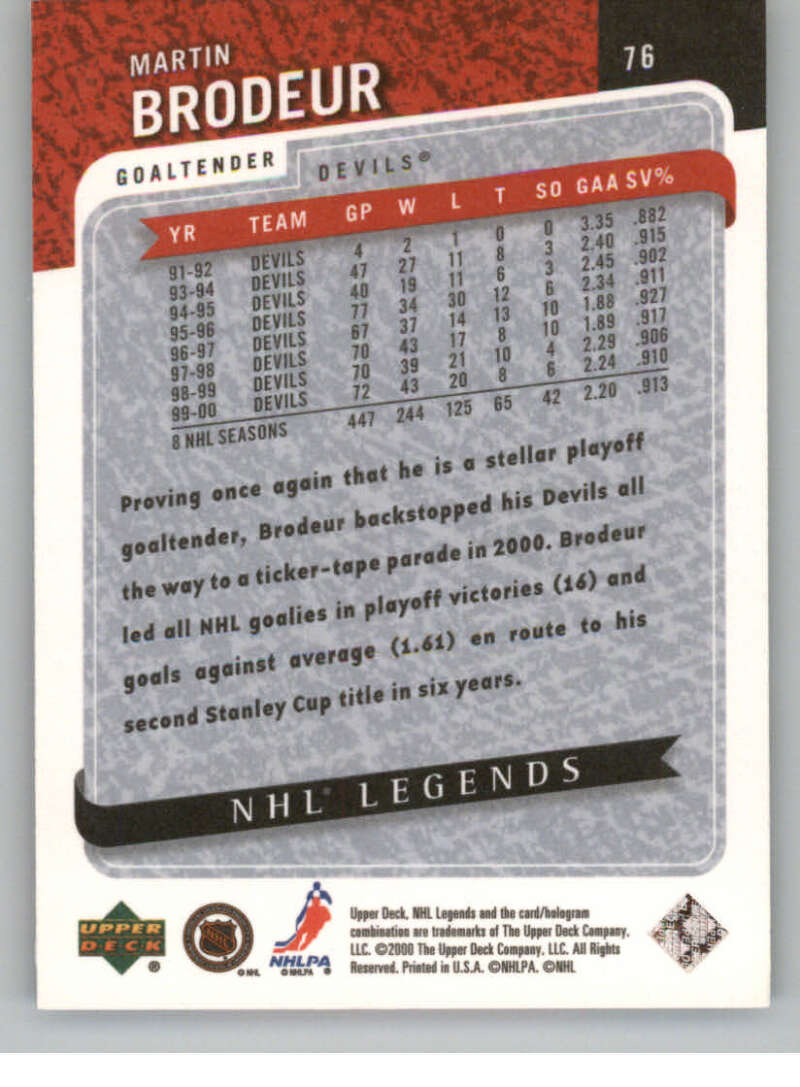 MARTIN
BRODEUR
76
GOALTENDER
DEVILS®
YR TEAM GP W L T SO GAA SV%
91-92 DEVILS 4 2 1 0 0 3.35 .882
93-94 DEVILS 47 27 11 8 3 2.40 .915
94-95 DEVILS 40 19 11 6 3 2.45 .902
95-96 DEVILS 77 34 30 12 6 2.34 .911
96-97 DEVILS 67 37 14 13 10 1.88 .927
97-98 DEVILS 70 43 17 8 10 1.89 .917
98-99 DEVILS 70 39 21 10 4 2.29 .906
99-00 DEVILS 72 43 20 8 6 2.24 .910
8 NHL SEASONS 447 244 125 65 42 2.20 .913
Proving once again that he is a stellar playoff
goaltender, Brodeur backstopped his Devils all
the way to a ticker-tape parade in 2000. Brodeur
led all NHL goalies in playoff victories (16) and
goals against average (1.61) en route to his
second Stanley Cup title in six years.
NHL® LEGENDS
UPPER
DECK
®
NHL
©NHL
NHLPA
©NHLPA ®
Upper Deck, NHL Legends and the card/hologram
combination are trademarks of The Upper Deck Company,
LLC. ©2000 The Upper Deck Company, LLC. All Rights
Reserved. Printed in U.S.A. ©NHLPA. ©NHL